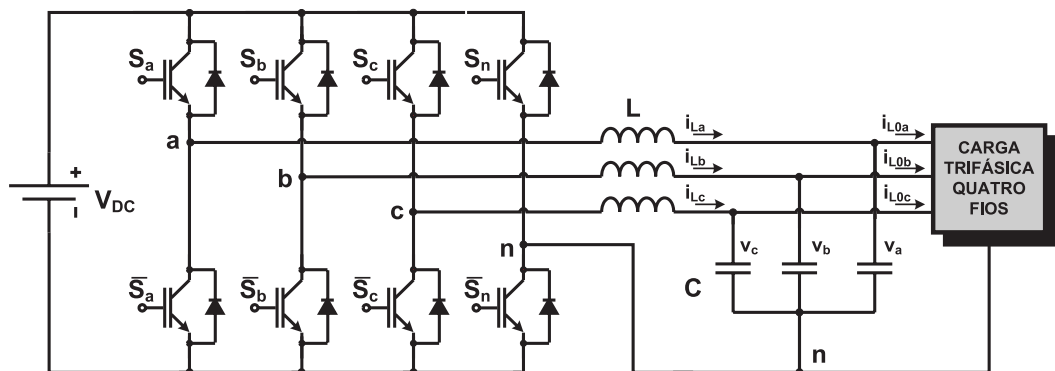 Sa
Sb
Sc
Sn
L
iLa
iL0a
a
CARGA
TRIFÁSICA
QUATRO
FIOS
iLb
iL0b
b
+
VDC
iLc
iL0c
c
n
vc
vb
va
S̅a
S̅b
S̅c
S̅n
C
n